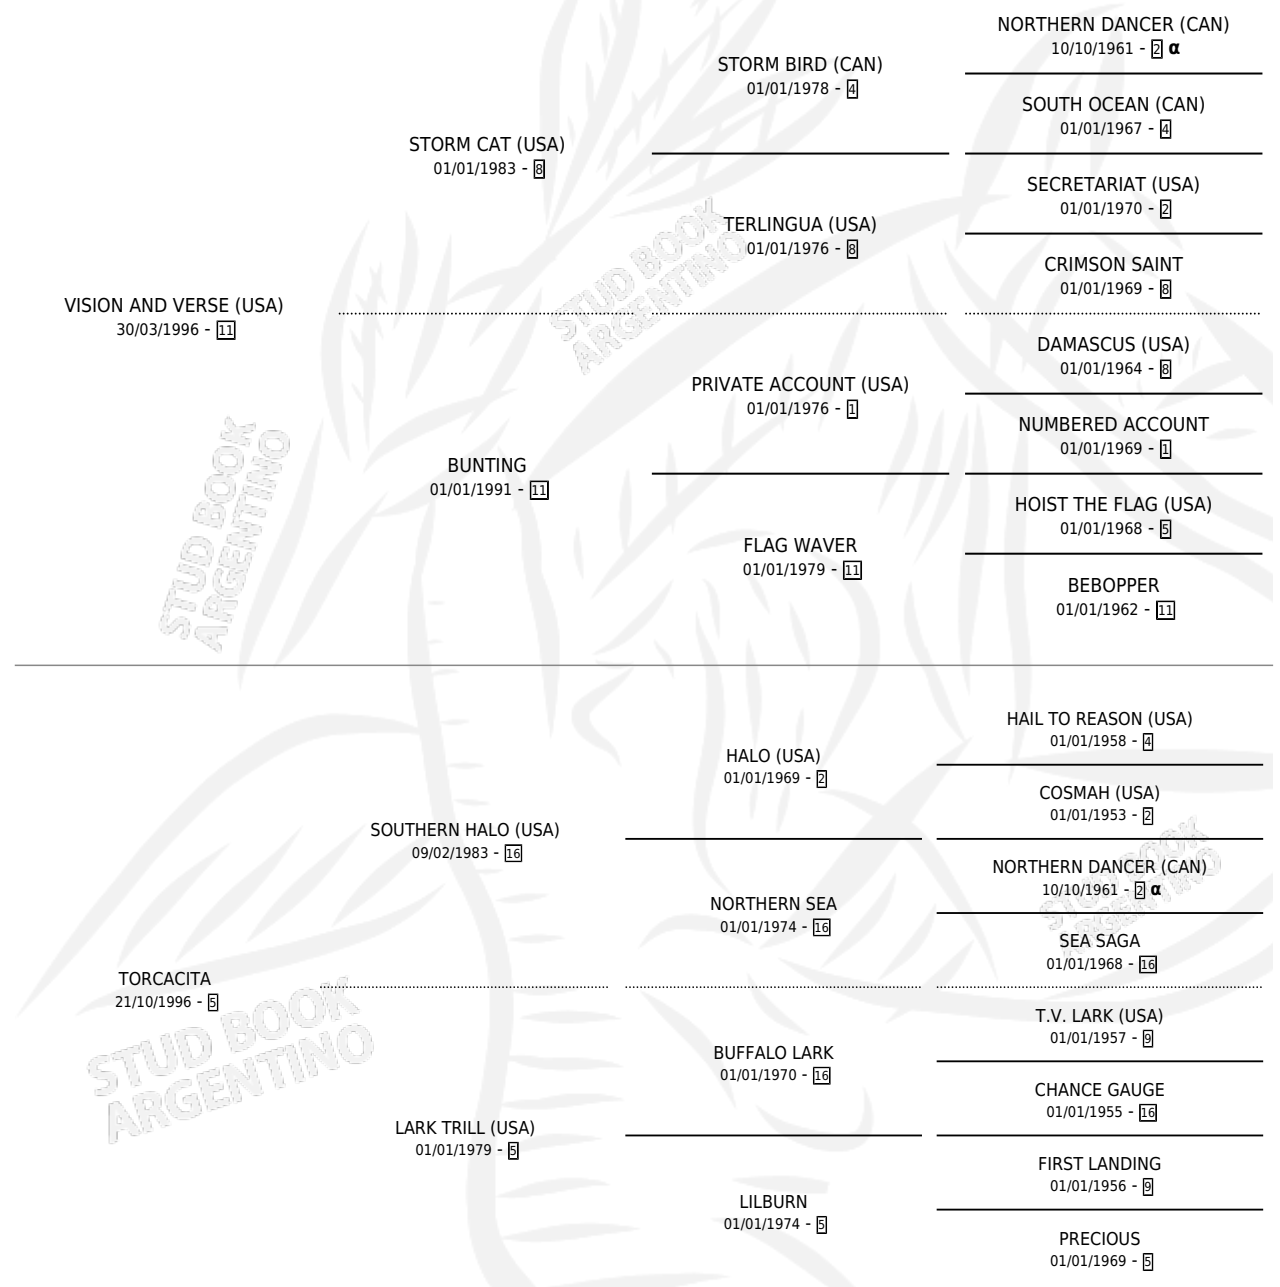 NORTHERN DANCER (CAN)
10/10/1961 - 2 α
STORM BIRD (CAN)
01/01/1978 - 4
SOUTH OCEAN (CAN)
01/01/1967 - 4
STORM CAT (USA)
01/01/1983 - 8
SECRETARIAT (USA)
01/01/1970 - 2
TERLINGUA (USA)
01/01/1976 - 8
CRIMSON SAINT
01/01/1969 - 8
VISION AND VERSE (USA)
30/03/1996 - 11
DAMASCUS (USA)
01/01/1964 - 8
PRIVATE ACCOUNT (USA)
01/01/1976 - 1
NUMBERED ACCOUNT
01/01/1969 - 1
BUNTING
01/01/1991 - 11
HOIST THE FLAG (USA)
01/01/1968 - 5
FLAG WAVER
01/01/1979 - 11
BEBOPPER
01/01/1962 - 11
HAIL TO REASON (USA)
01/01/1958 - 4
HALO (USA)
01/01/1969 - 2
COSMAH (USA)
01/01/1953 - 2
SOUTHERN HALO (USA)
09/02/1983 - 16
NORTHERN DANCER (CAN)
10/10/1961 - 2 α
NORTHERN SEA
01/01/1974 - 16
SEA SAGA
01/01/1968 - 16
TORCACITA
21/10/1996 - 5
T.V. LARK (USA)
01/01/1957 - 9
BUFFALO LARK
01/01/1970 - 16
CHANCE GAUGE
01/01/1955 - 16
LARK TRILL (USA)
01/01/1979 - 5
FIRST LANDING
01/01/1956 - 9
LILBURN
01/01/1974 - 5
PRECIOUS
01/01/1969 - 5
STUD BOOK
ARGENTINO
STUD BOOK
ARGENTINO
STUD BOOK
ARGENTINO
STUD BOOK
ARGENTINO